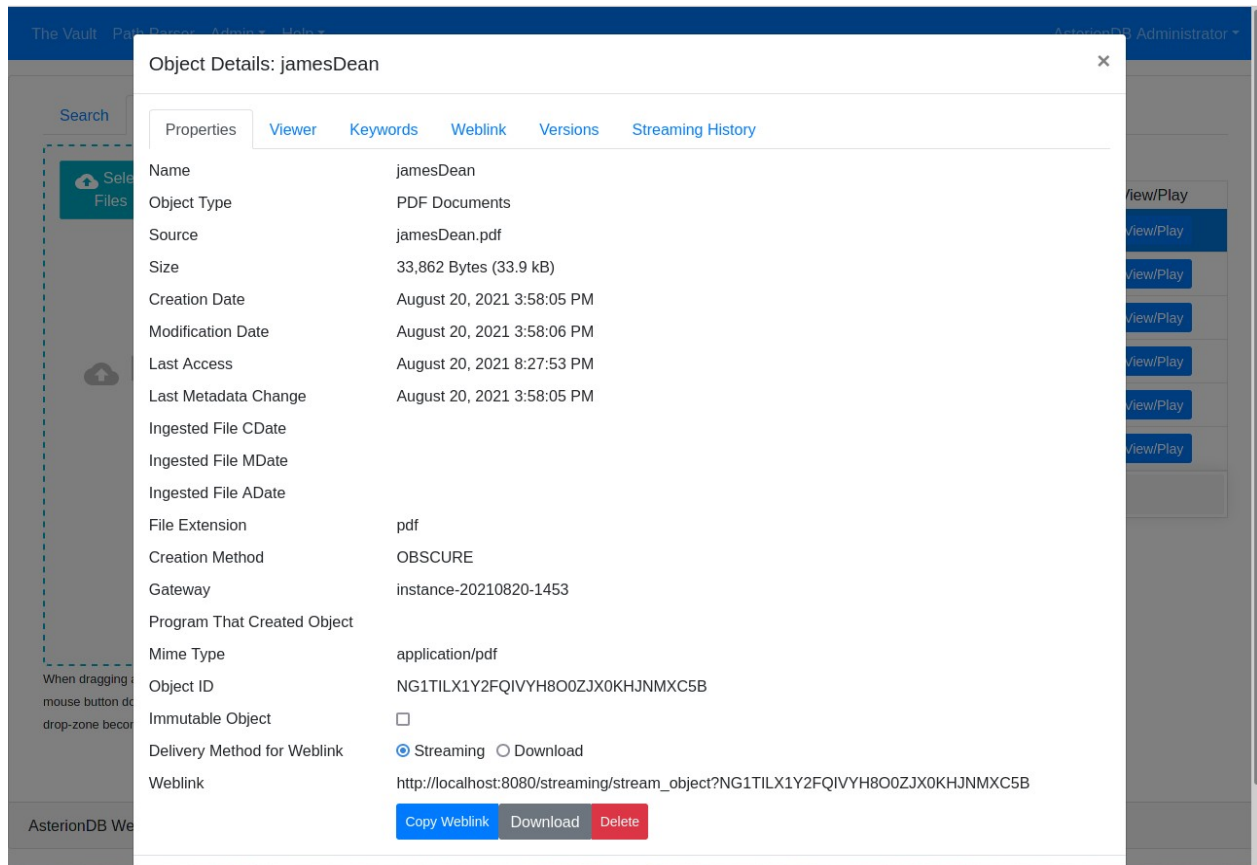 The Vault Path Parser Admin Help AsterionDB Administrator
Object Details: jamesDean ×
Search
Properties Viewer Keywords Weblink Versions Streaming History
Name jamesDean
Files
Object Type PDF Documents
View/Play
Source jamesDean.pdf
View/Play
Size 33,862 Bytes (33.9 kB)
View/Play
Creation Date August 20, 2021 3:58:05 PM
View/Play
Modification Date August 20, 2021 3:58:06 PM
Last Access August 20, 2021 8:27:53 PM
View/Play
Last Metadata Change August 20, 2021 3:58:05 PM
View/Play
Ingested File CDate
View/Play
Ingested File MDate
Ingested File ADate
File Extension pdf
Creation Method OBSCURE
Gateway instance-20210820-1453
Program That Created Object
Mime Type application/pdf
When dragging
Object ID NG1TILX1Y2FQIVYH8O0ZJX0KHJNMXC5B
mouse button
Immutable Object
drop-zone
Delivery Method for Weblink Streaming Download
Weblink http://localhost:8080/streaming/stream_object?NG1TILX1Y2FQIVYH8O0ZJX0KHJNMXC5B
Copy Weblink Download Delete
AsterionDB